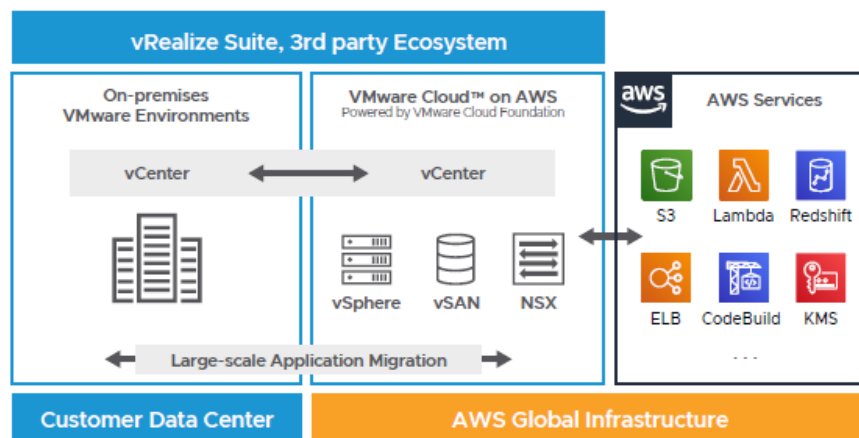 vRealize Suite, 3rd party Ecosystem
On-premises
VMware Environments
VMware Cloud™ on AWS
Powered by VMware Cloud Foundation
aws
AWS Services
vCenter
vCenter
S3
Lambda
Redshift
vSphere
vSAN
NSX
ELB
CodeBuild
KMS
...
Large-scale Application Migration
Customer Data Center
AWS Global Infrastructure